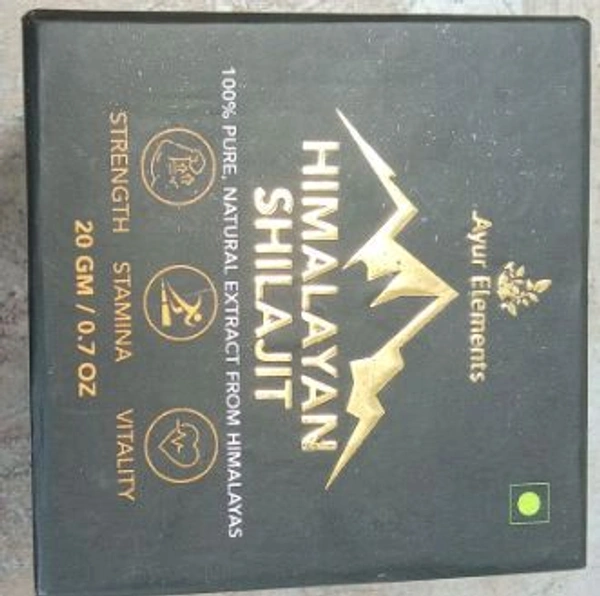 Ayur Elements
HIMALAYAN
SHILAJIT
100% PURE, NATURAL EXTRACT FROM HIMALAYAS
STRENGTH STAMINA VITALITY
20 GM / 0.7 OZ